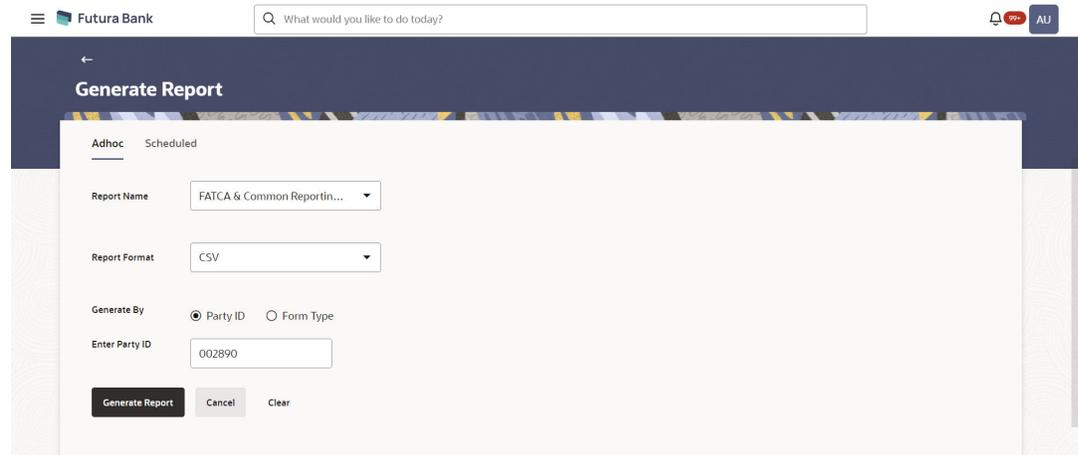 Futura Bank
What would you like to do today?
99+
AU
Generate Report
Adhoc Scheduled
Report Name FATCA & Common Reportin...
Report Format CSV
Generate By Party ID Form Type
Enter Party ID 002890
Generate Report Cancel Clear